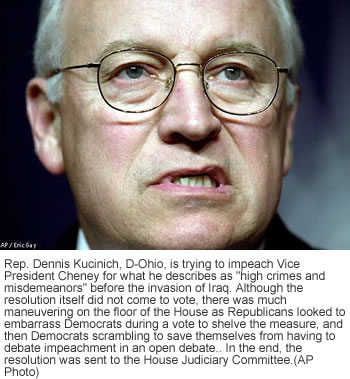 AP / Eric Gay
Rep. Dennis Kucinich, D-Ohio, is trying to impeach Vice
President Cheney for what he describes as "high crimes and
misdemeanors" before the invasion of Iraq. Although the
resolution itself did not come to vote, there was much
maneuvering on the floor of the House as Republicans looked to
embarrass Democrats during a vote to shelve the measure, and
then Democrats scrambling to save themselves from having to
debate impeachment in an open debate.. In the end, the
resolution was sent to the House Judiciary Committee.(AP
Photo)